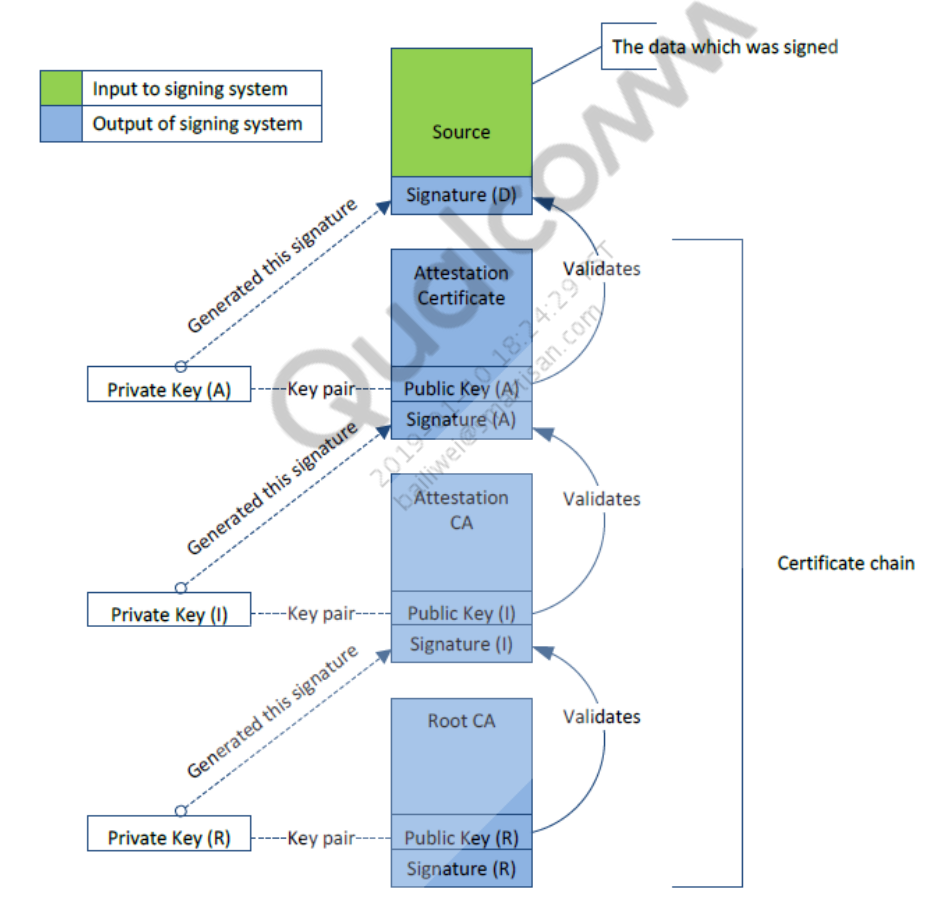 The data which was signed
Input to signing system
Output of signing system
Source
Signature (D)
Generated this signature
Attestation
Certificate
Validates
Private Key (A)
Key pair
Public Key (A)
Signature (A)
Generated this signature
Attestation
CA
Validates
Certificate chain
Private Key (I)
Key pair
Public Key (I)
Signature (I)
Generated this signature
Root CA
Validates
Private Key (R)
Key pair
Public Key (R)
Signature (R)
Qualcomm